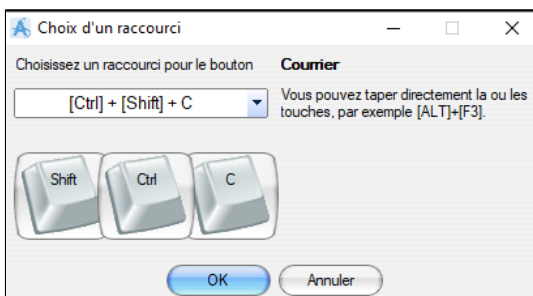 Choix d'un raccourci
Choisissez un raccourci pour le bouton
Courrier
[Ctrl] + [Shift] + C
Vous pouvez taper directement la ou les
touches, par exemple [ALT]+[F3].
Shift
Ctrl
C
OK
Annuler